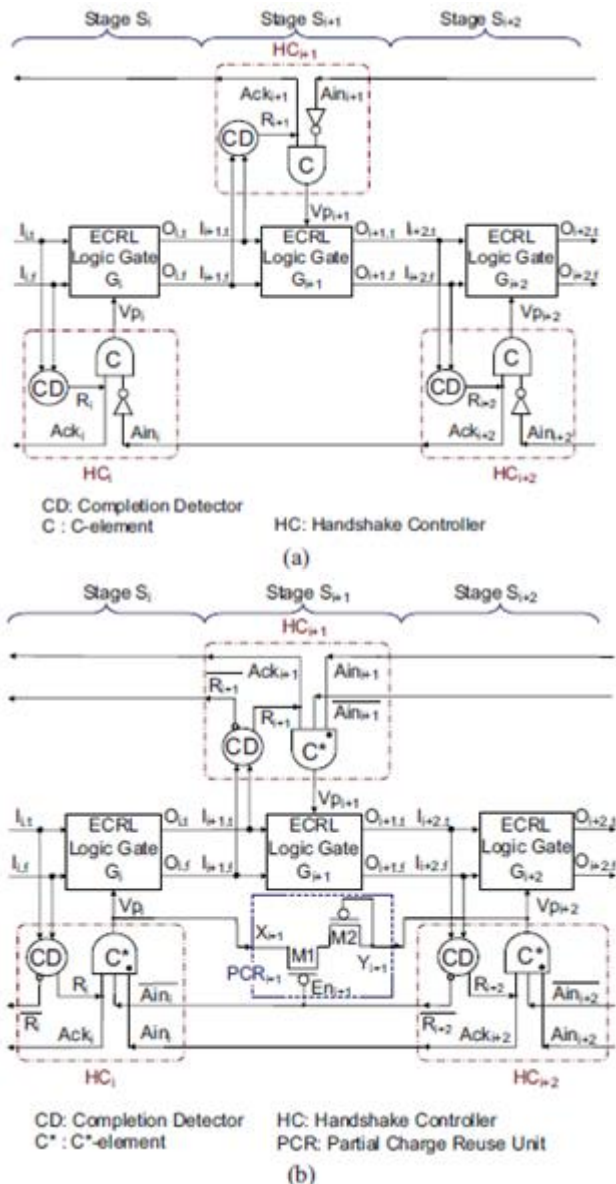 Stage Si Stage Si+1 Stage Si+2
HCi+1
Acki+1 Aini+1
CD Ri+1
C
Vpi+1
Ii,t ECRL Oi,t Ii+1,t ECRL Oi+1,t Ii+2,t ECRL Oi+2,t
Logic Gate Logic Gate Logic Gate
Ii,f Gi Oi,f Ii+1,f Gi+1 Oi+1,f Ii+2,f Gi+2 Oi+2,f
Vpi Vpi+2
C C
CD Ri CD Ri+2
Acki Aini Acki+2 Aini+2
HCi HCi+2
CD: Completion Detector
C : C-element HC: Handshake Controller
(a)
Stage Si Stage Si+1 Stage Si+2
HCi+1
Acki+1 Aini+1
R̅i+1 Ri+1 A̅i̅n̅i+1
CD C*
Vpi+1
Ii,t ECRL Oi,t Ii+1,t ECRL Oi+1,t Ii+2,t ECRL Oi+2,t
Logic Gate Logic Gate Logic Gate
Ii,f Gi Oi,f Ii+1,f Gi+1 Oi+1,f Ii+2,f Gi+2 Oi+2,f
Vpi Vpi+2
Xi+1 M1 M2 Yi+1
PCRi+1 Eni+1
CD C* CD C*
Ri A̅i̅n̅i Ri+2 A̅i̅n̅i+2
R̅i Acki Aini R̅i+2 Acki+2 Aini+2
HCi HCi+2
CD: Completion Detector HC: Handshake Controller
C* : C*-element PCR: Partial Charge Reuse Unit
(b)